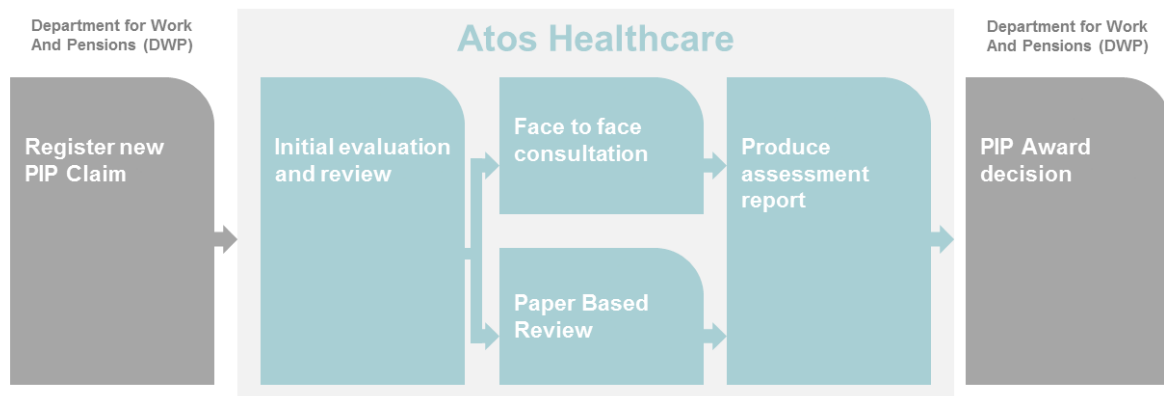 Department for Work
And Pensions (DWP)
Atos Healthcare
Department for Work
And Pensions (DWP)
Register new
PIP Claim
Initial evaluation
and review
Face to face
consultation
Paper Based
Review
Produce
assessment
report
PIP Award
decision